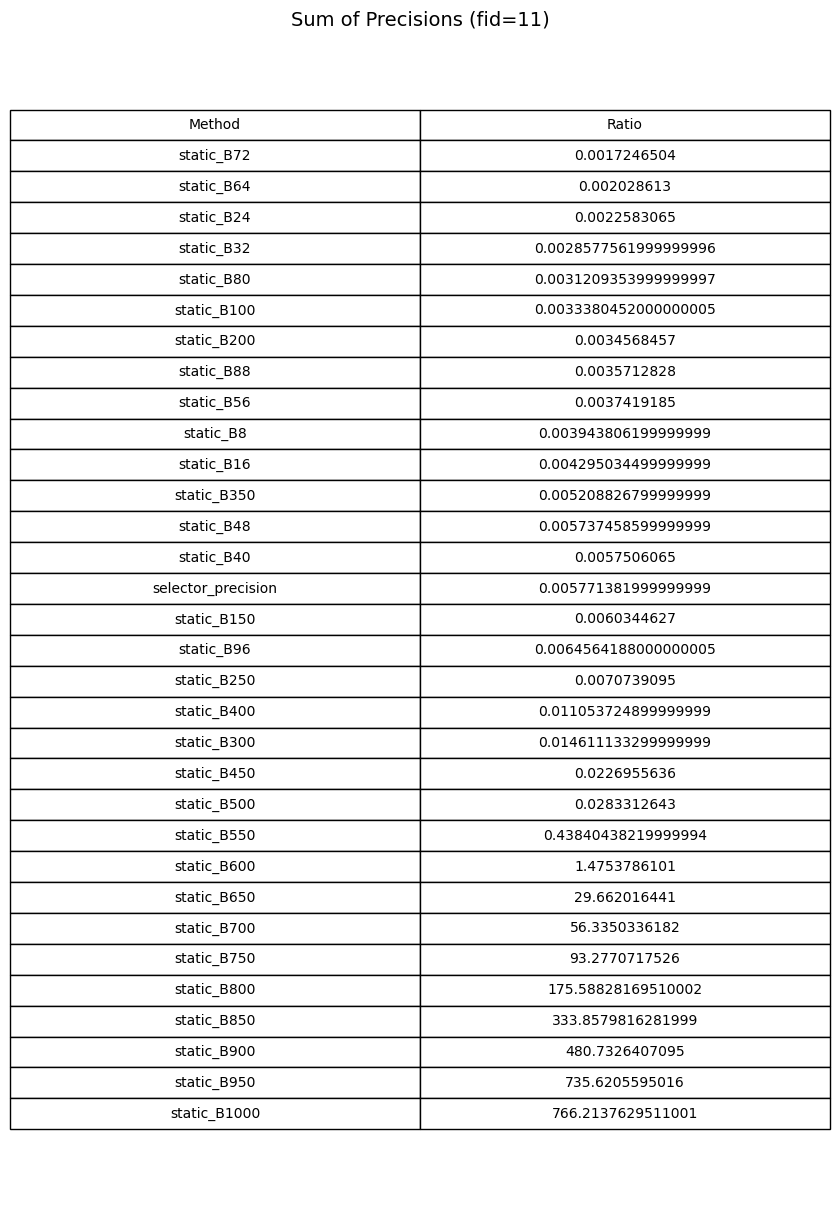 Sum of Precisions (fid=11)
Method Ratio
static_B72 0.0017246504
static_B64 0.002028613
static_B24 0.0022583065
static_B32 0.0028577561999999996
static_B80 0.0031209353999999997
static_B100 0.0033380452000000005
static_B200 0.0034568457
static_B88 0.0035712828
static_B56 0.0037419185
static_B8 0.003943806199999999
static_B16 0.004295034499999999
static_B350 0.005208826799999999
static_B48 0.005737458599999999
static_B40 0.0057506065
selector_precision 0.005771381999999999
static_B150 0.0060344627
static_B96 0.0064564188000000005
static_B250 0.0070739095
static_B400 0.011053724899999999
static_B300 0.014611133299999999
static_B450 0.0226955636
static_B500 0.0283312643
static_B550 0.43840438219999994
static_B600 1.4753786101
static_B650 29.662016441
static_B700 56.3350336182
static_B750 93.2770717526
static_B800 175.58828169510002
static_B850 333.8579816281999
static_B900 480.7326407095
static_B950 735.6205595016
static_B1000 766.2137629511001